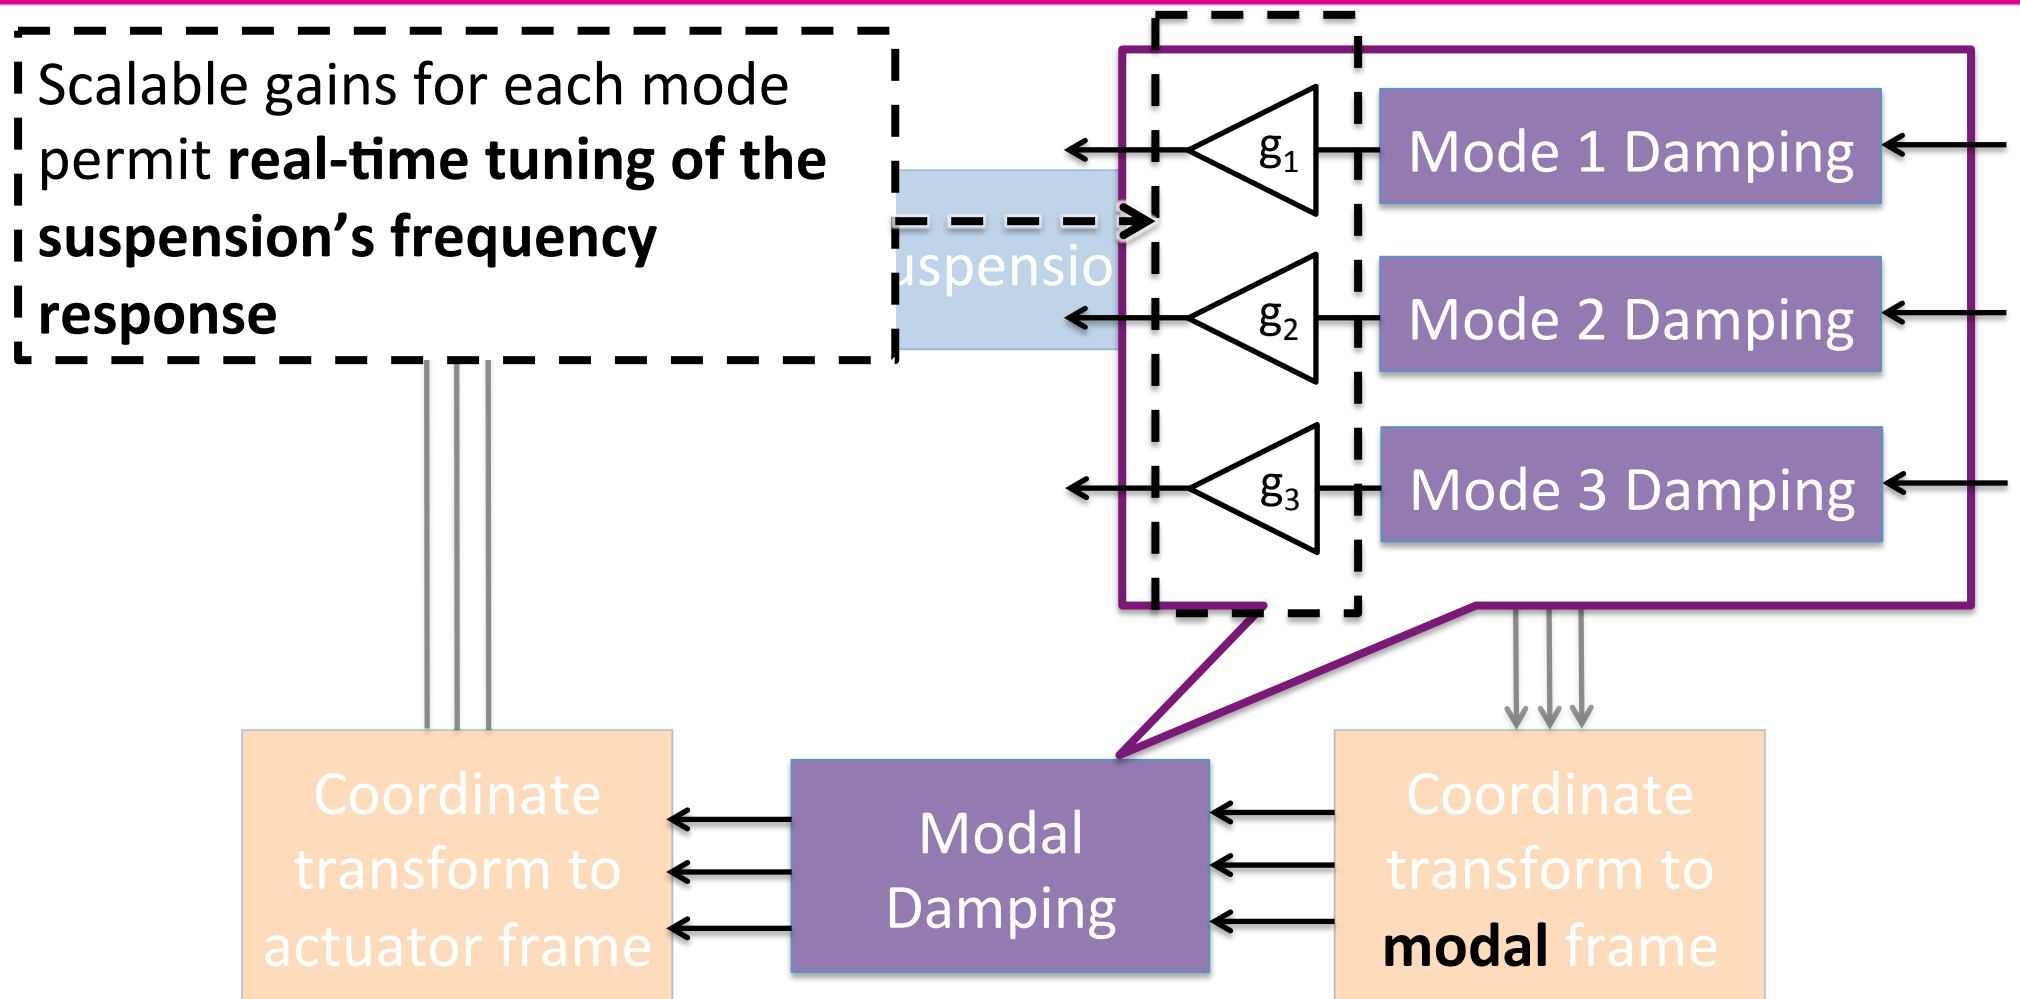 Scalable gains for each mode
permit real-time tuning of the
suspension's frequency
response
uspensio
g1
Mode 1 Damping
g2
Mode 2 Damping
g3
Mode 3 Damping
Coordinate
transform to
actuator frame
Modal
Damping
Coordinate
transform to
modal frame